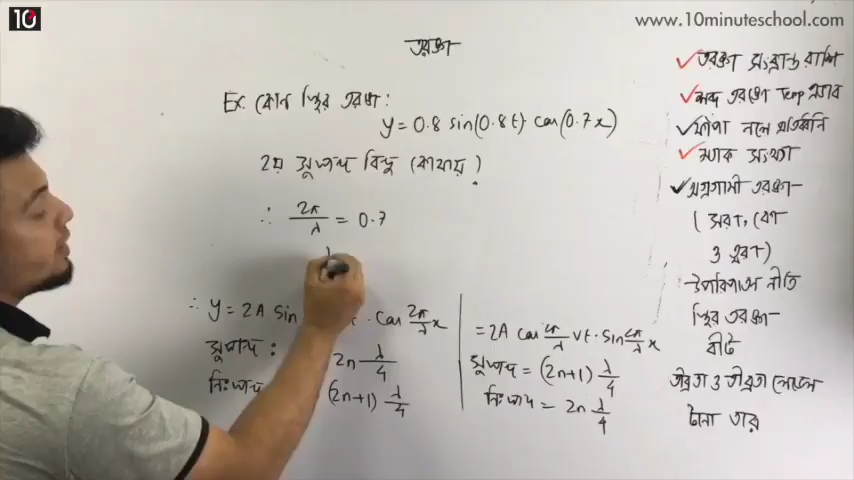 10
www.10minuteschool.com
তরঙ্গ
Ex: কোন স্থির তরঙ্গ:
y = 0.8 sin(0.8t) cos(0.7x)
2য় সুস্পন্দ বিন্দু কোথায়?
∴ 2π/λ = 0.7
λ
∴ y = 2A sin · cos 2π/λ x
সুস্পন্দ: 2n λ/4
নিঃস্পন্দ (2n+1) λ/4
= 2A cos 2π/λ vt · sin 2π/λ x
সুস্পন্দ = (2n+1) λ/4
নিঃস্পন্দ = 2n λ/4
✓ তরঙ্গ সংক্রান্ত রাশি
✓ শব্দ তরঙ্গে Temp প্রভাব
✓ ফাঁপা নলে প্রতিধ্বনি
✓ ম্যাক সংখ্যা
✓ অগ্রগামী তরঙ্গ
(সরণ, বেগ
ও ত্বরণ)
উপরিপাতন নীতি
স্থির তরঙ্গ
বীট
তীব্রতা ও তীব্রতা লেভেল
টানা তার